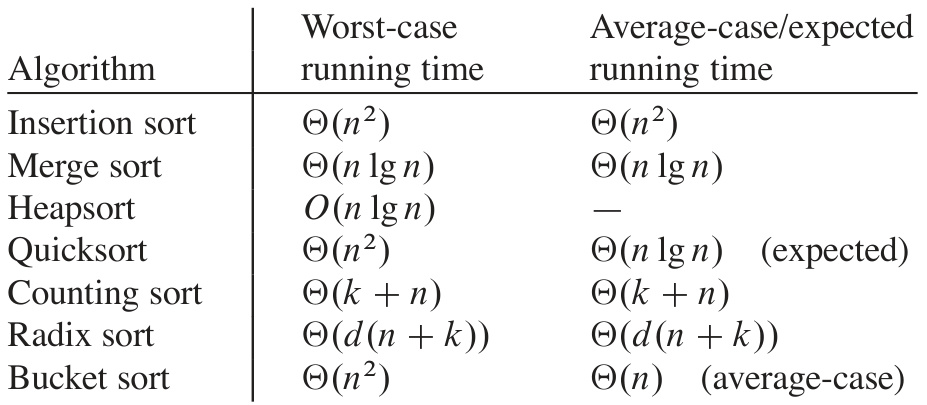 Worst-case Average-case/expected
Algorithm running time running time
Insertion sort Θ(n²) Θ(n²)
Merge sort Θ(n lg n) Θ(n lg n)
Heapsort O(n lg n) —
Quicksort Θ(n²) Θ(n lg n) (expected)
Counting sort Θ(k + n) Θ(k + n)
Radix sort Θ(d(n + k)) Θ(d(n + k))
Bucket sort Θ(n²) Θ(n) (average-case)